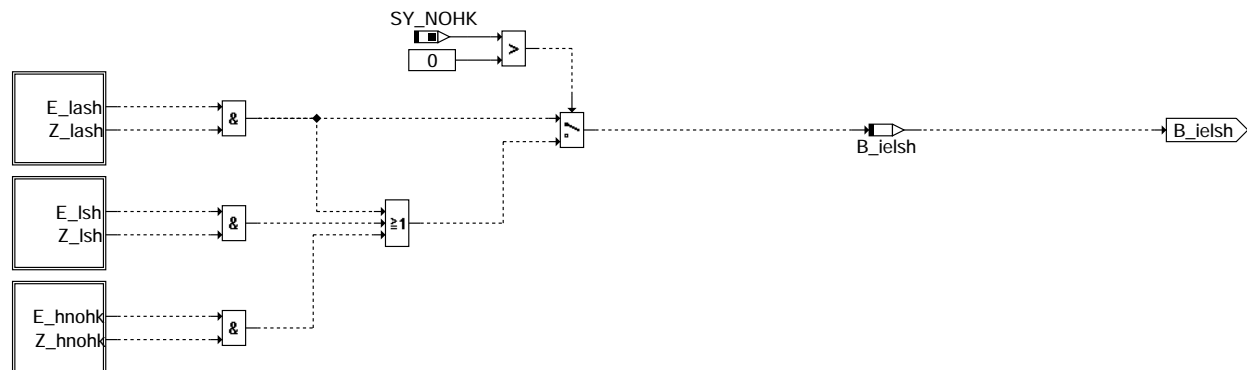 SY_NOHK
0
>
E_lash
Z_lash
&
B_ielsh
B_ielsh
E_lsh
Z_lsh
&
≥1
E_hnohk
Z_hnohk
&